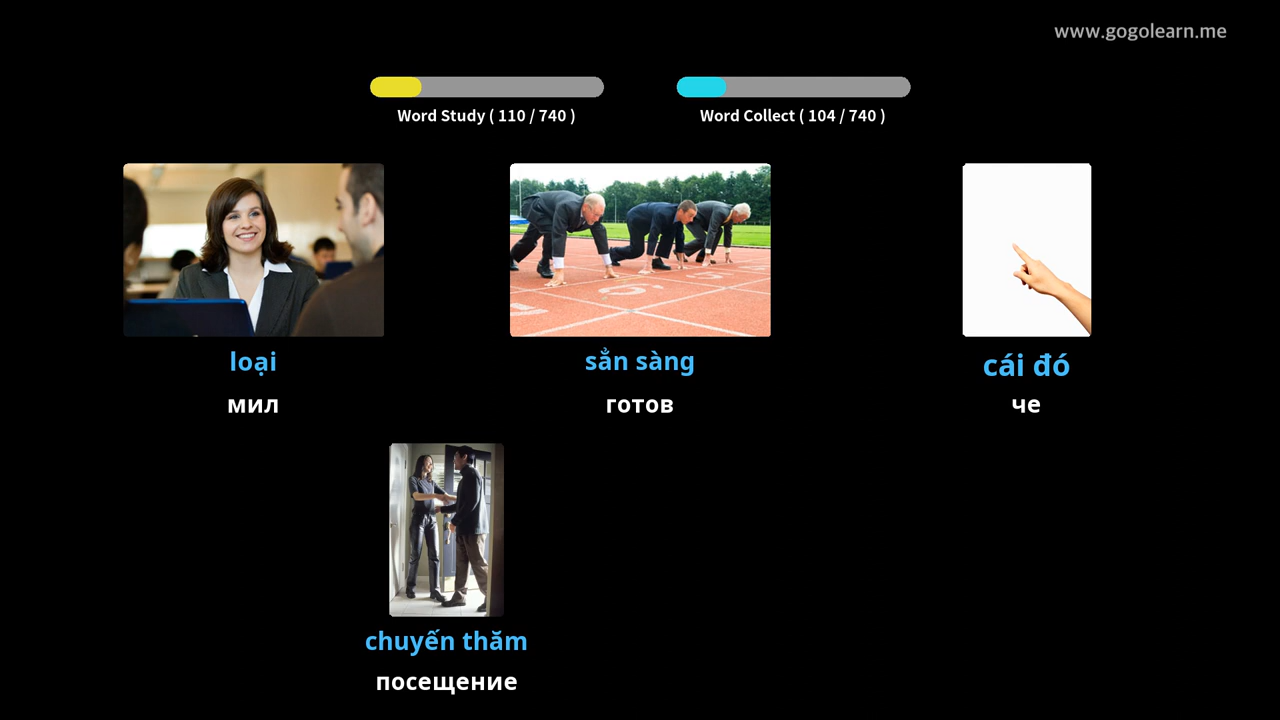 www.gogolearn.me
Word Study ( 110 / 740 )
Word Collect ( 104 / 740 )
loại
мил
sẳn sàng
готов
cái đó
че
chuyến thăm
посещение